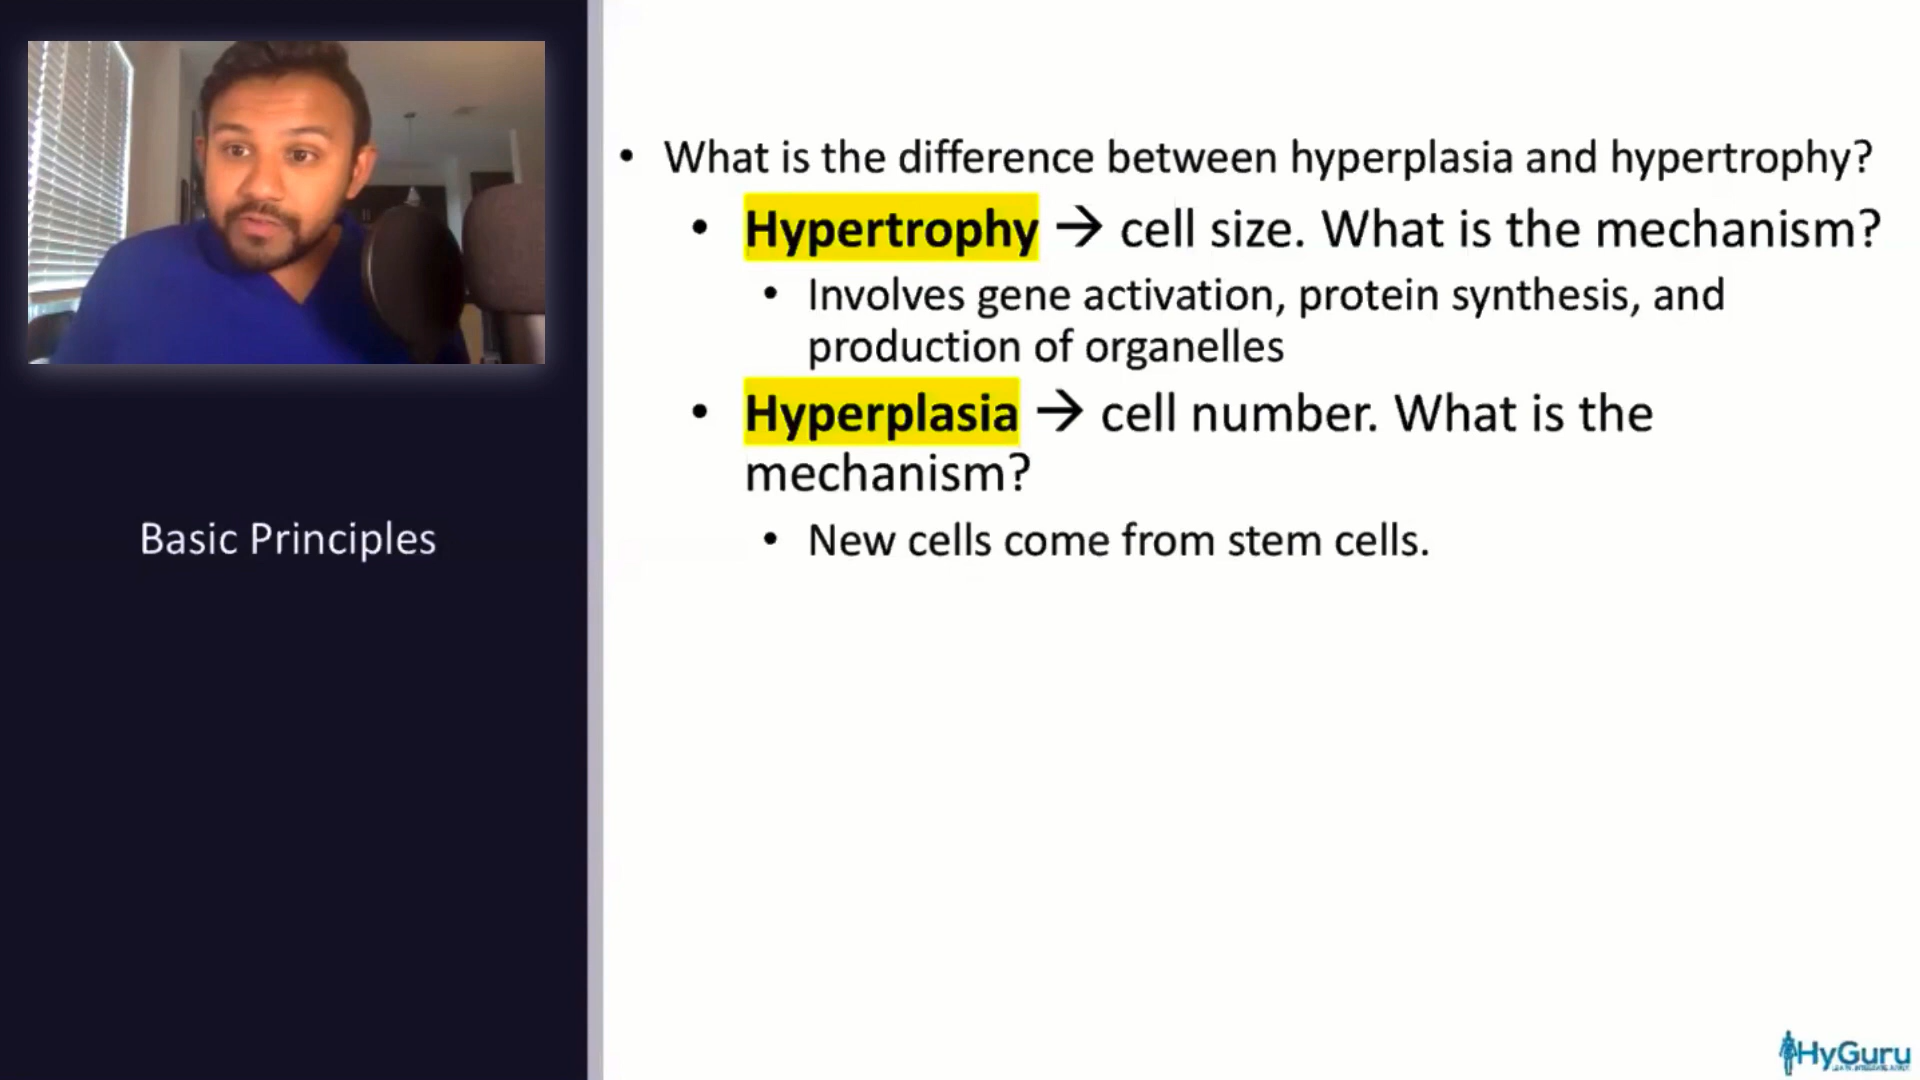 • What is the difference between hyperplasia and hypertrophy?
• Hypertrophy → cell size. What is the mechanism?
• Involves gene activation, protein synthesis, and
production of organelles
• Hyperplasia → cell number. What is the
mechanism?
• New cells come from stem cells.
Basic Principles
HyGuru